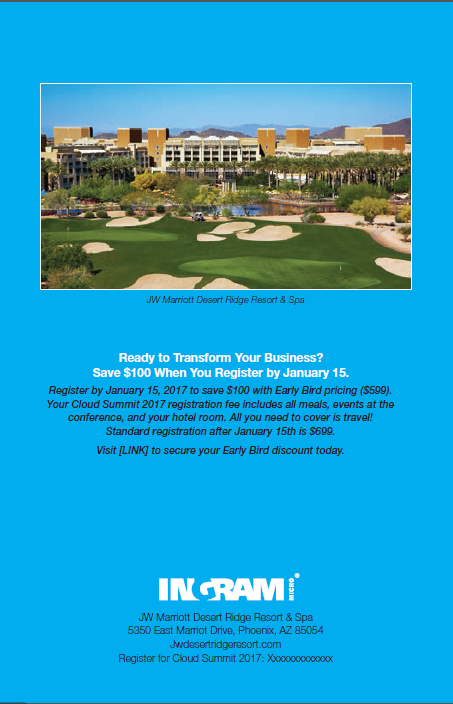 JW Marriott Desert Ridge Resort & Spa
Ready to Transform Your Business?
Save $100 When You Register by January 15.
Register by January 15, 2017 to save $100 with Early Bird pricing ($599).
Your Cloud Summit 2017 registration fee includes all meals, events at the
conference, and your hotel room. All you need to cover is travel!
Standard registration after January 15th is $699.
Visit [LINK] to secure your Early Bird discount today.
INGRAM MICRO®
JW Marriott Desert Ridge Resort & Spa
5350 East Marriot Drive, Phoenix, AZ 85054
Jwdesertridgeresort.com
Register for Cloud Summit 2017: Xxxxxxxxxxxxx